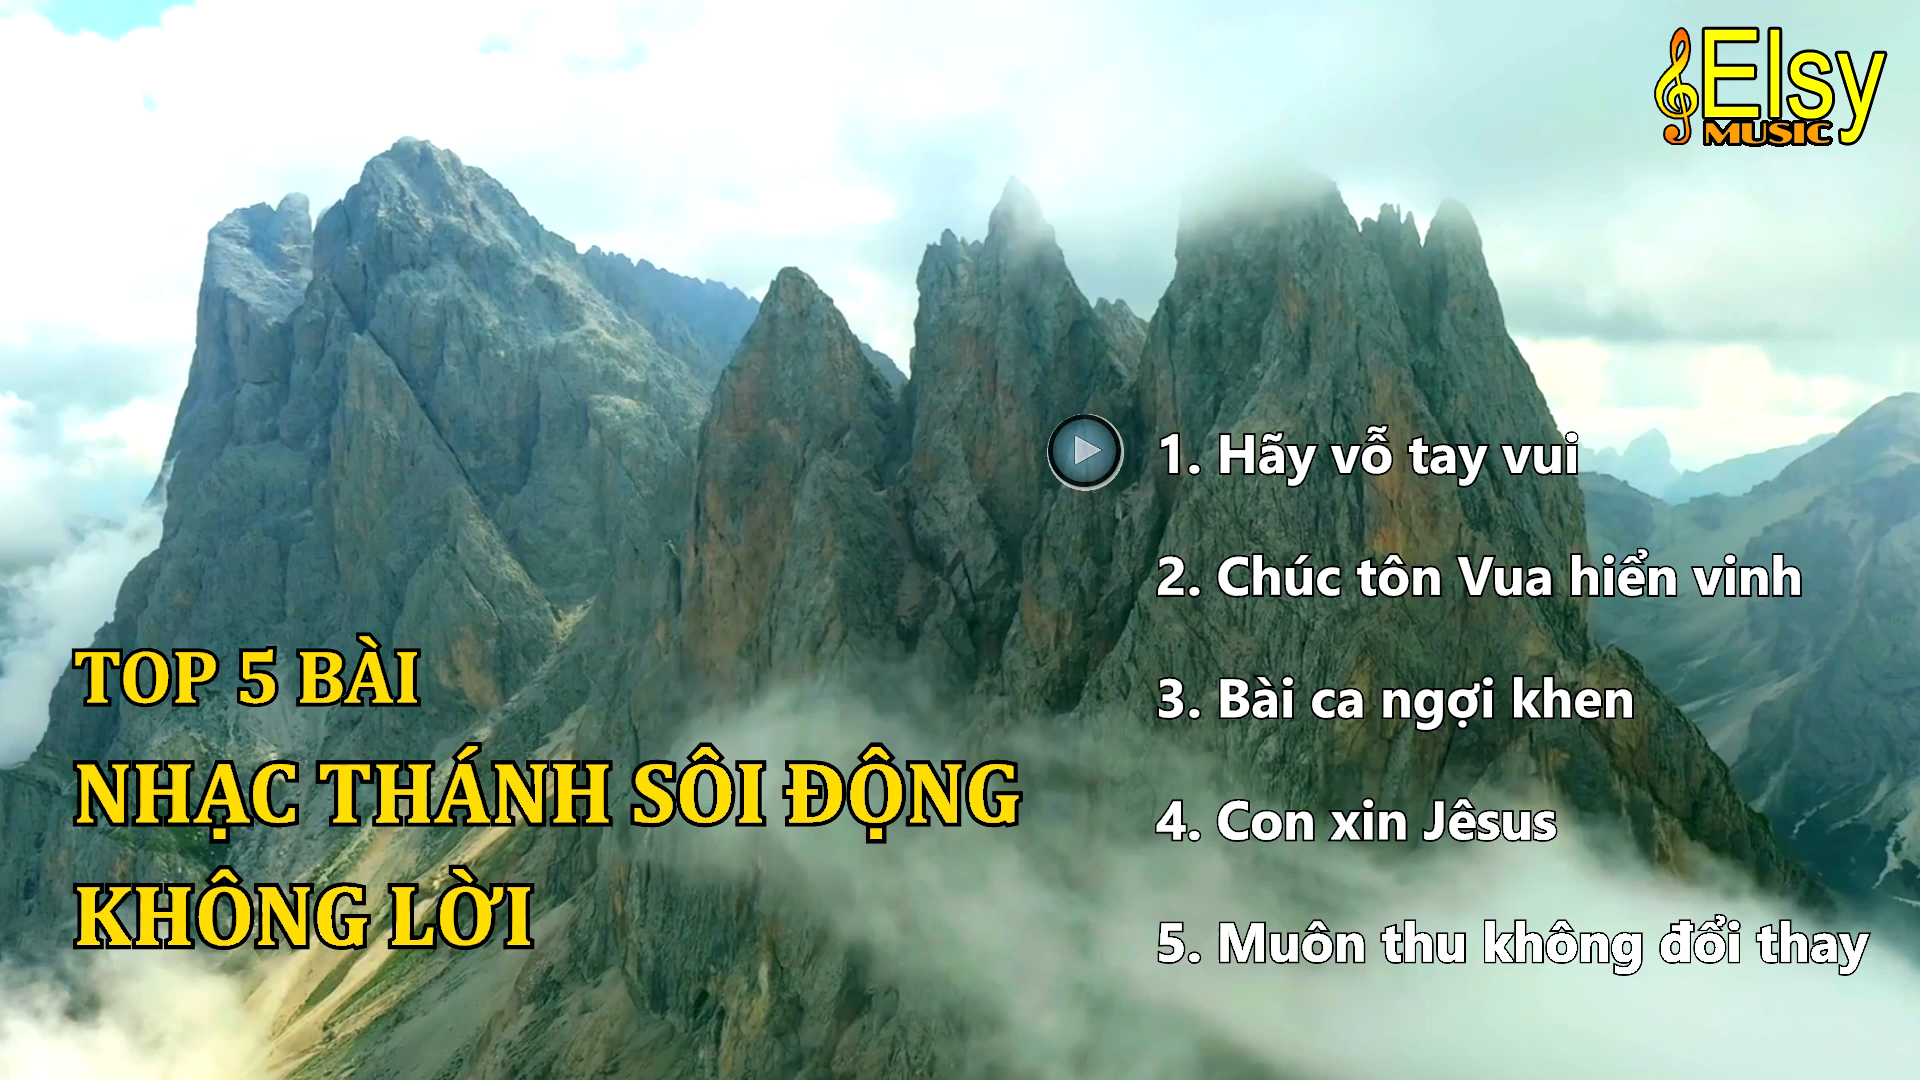 Elsy
MUSIC
1. Hãy vỗ tay vui
2. Chúc tôn Vua hiển vinh
3. Bài ca ngợi khen
4. Con xin Jêsus
5. Muôn thu không đổi thay
TOP 5 BÀI
NHẠC THÁNH SÔI ĐỘNG
KHÔNG LỜI